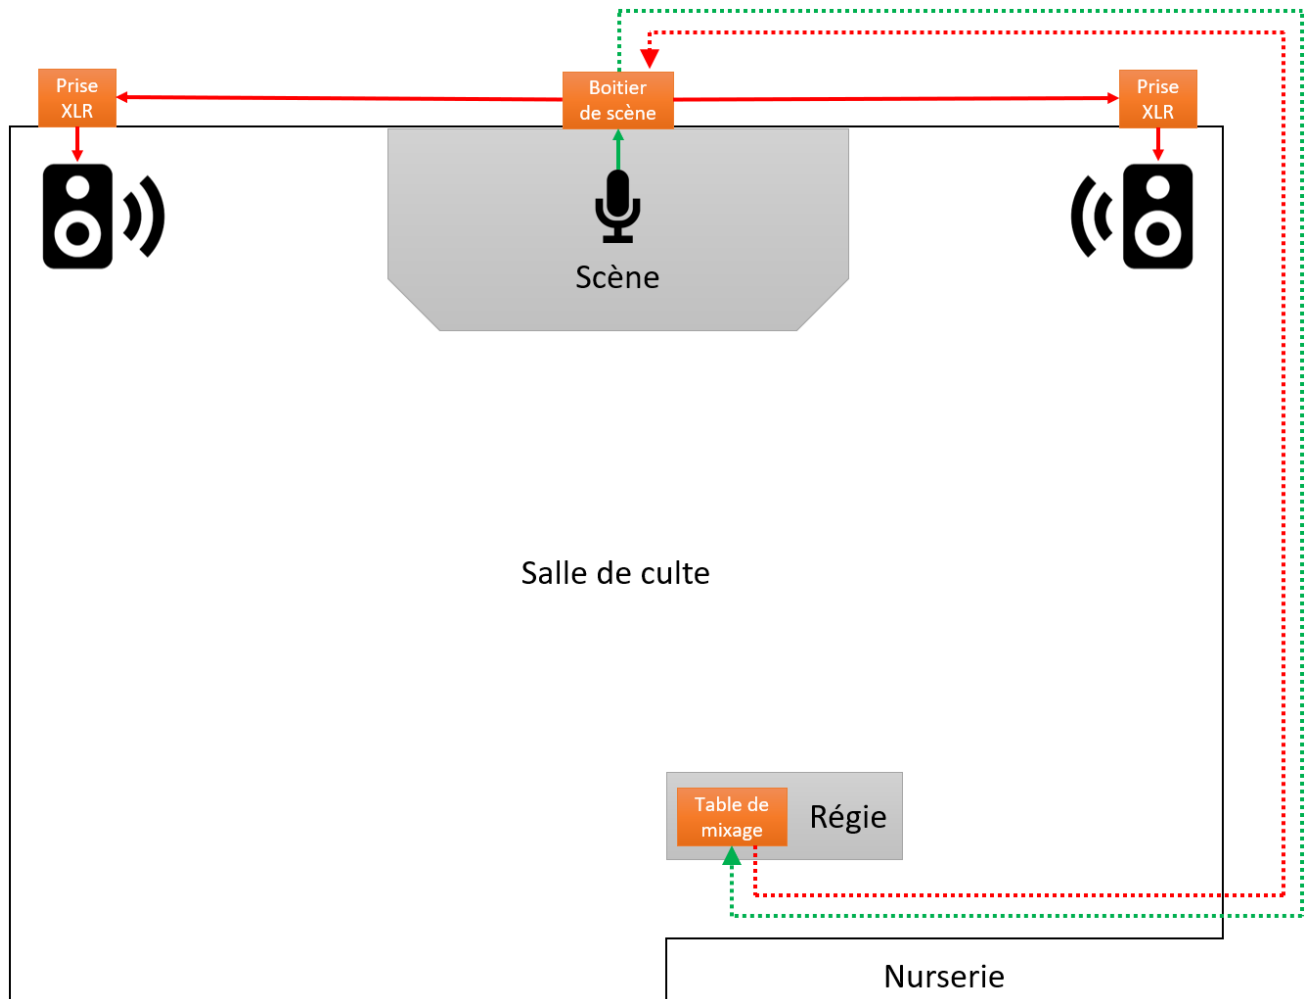 Prise
XLR
Boitier
de scène
Prise
XLR
Scène
Salle de culte
Table de
mixage
Régie
Nurserie